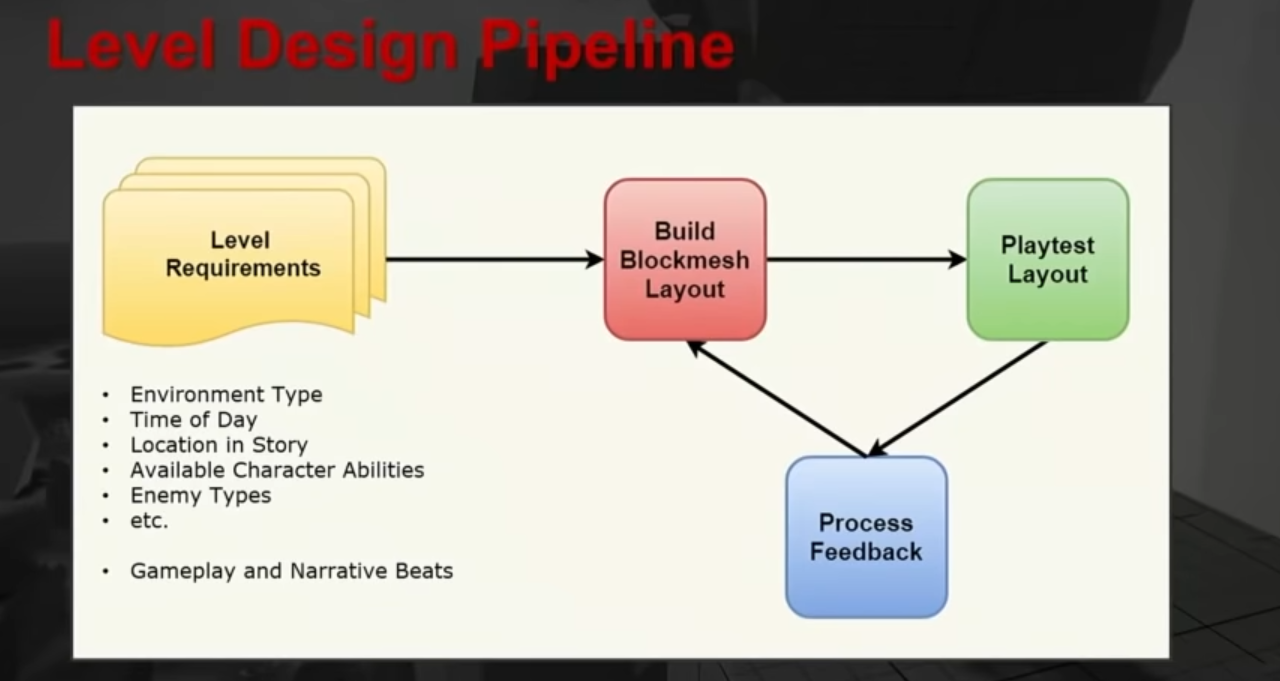 Level Design Pipeline
Level
Requirements
Build
Blockmesh
Layout
Playtest
Layout
• Environment Type
• Time of Day
• Location in Story
• Available Character Abilities
• Enemy Types
• etc.
• Gameplay and Narrative Beats
Process
Feedback